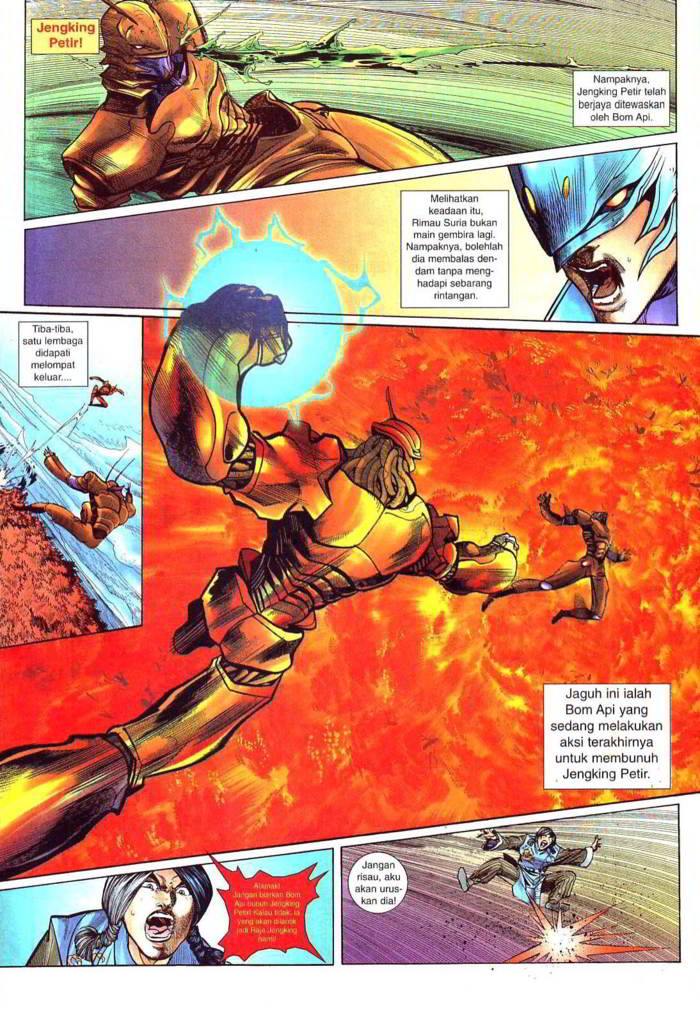 Jengking
Petir!
Nampaknya,
Jengking Petir telah
berjaya ditewaskan
oleh Bom Api.
Melihatkan
keadaan itu,
Rimau Suria bukan
main gembira lagi.
Nampaknya, bolehlah
dia membalas den-
dam tanpa meng-
hadapi sebarang
rintangan.
Tiba-tiba,
satu lembaga
didapati
melompat
keluar....
Jaguh ini ialah
Bom Api yang
sedang melakukan
aksi terakhirnya
untuk membunuh
Jengking Petir.
Alamak!
Jangan biarkan Bom
Api bunuh Jengking
Petir! Kalau tidak, ia
yang akan dilantik
jadi Raja Jengking
nanti!
Jangan
risau, aku
akan urus-
kan dia!